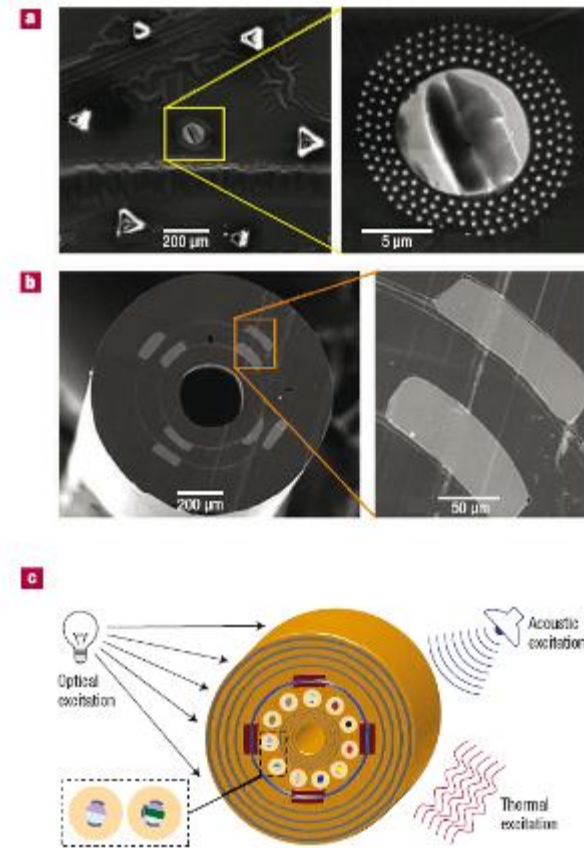 a
200 µm
5 µm
b
200 µm
50 µm
c
Optical
excitation
Acoustic
excitation
Thermal
excitation